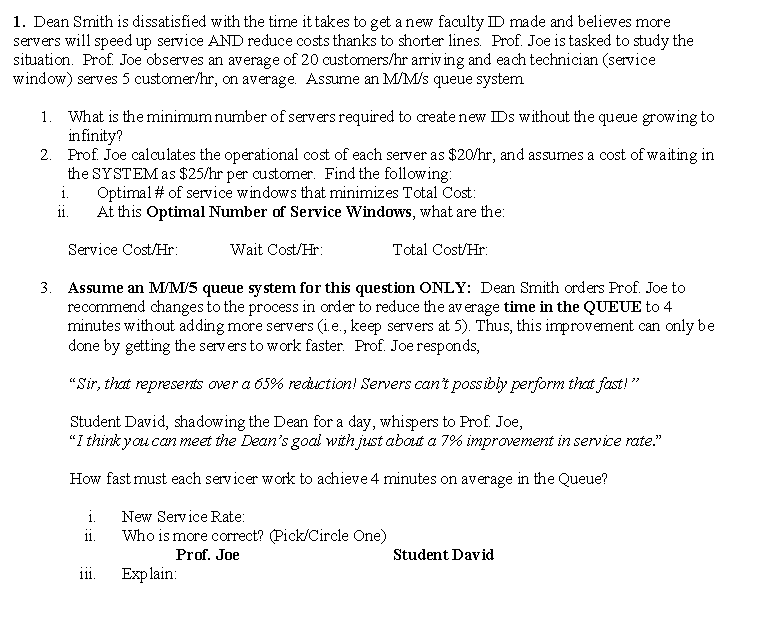 1. Dean Smith is dissatisfied with the time it takes to get a new faculty ID made and believes more
servers will speed up service AND reduce costs thanks to shorter lines. Prof. Joe is tasked to study the
situation. Prof. Joe observes an average of 20 customers/hr arriving and each technician (service
window) serves 5 customer/hr, on average. Assume an M/M/s queue system
1. What is the minimum number of servers required to create new IDs without the queue growing to
infinity?
2. Prof. Joe calculates the operational cost of each server as $20/hr, and assumes a cost of waiting in
the SYSTEM as $25/hr per customer. Find the following:
i. Optimal # of service windows that minimizes Total Cost:
ii. At this Optimal Number of Service Windows, what are the:
Service Cost/Hr: Wait Cost/Hr: Total Cost/Hr:
3. Assume an M/M/5 queue system for this question ONLY: Dean Smith orders Prof. Joe to
recommend changes to the process in order to reduce the average time in the QUEUE to 4
minutes without adding more servers (i.e., keep servers at 5). Thus, this improvement can only be
done by getting the servers to work faster. Prof. Joe responds,
“Sir, that represents over a 65% reduction! Servers can’t possibly perform that fast!”
Student David, shadowing the Dean for a day, whispers to Prof. Joe,
“I think you can meet the Dean’s goal with just about a 7% improvement in service rate.”
How fast must each servicer work to achieve 4 minutes on average in the Queue?
i. New Service Rate:
ii. Who is more correct? (Pick/Circle One)
Prof. Joe Student David
iii. Explain: